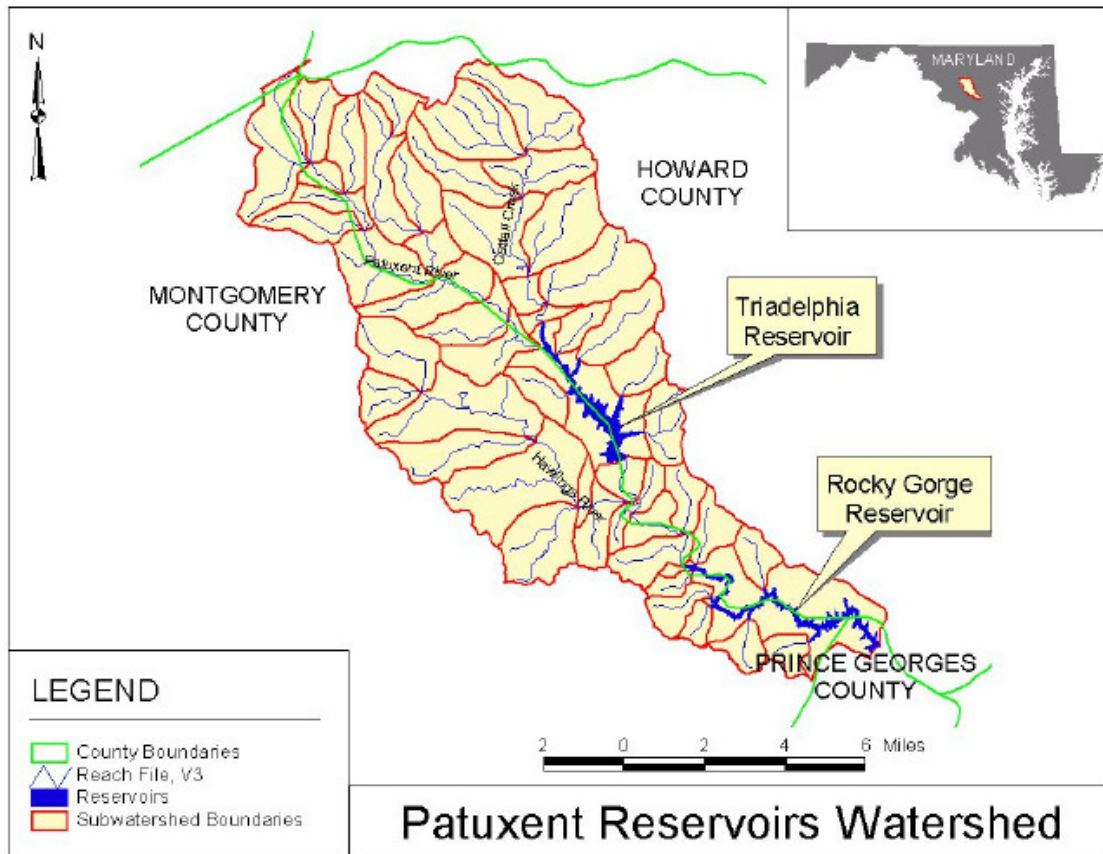 N
MARYLAND
HOWARD
COUNTY
MONTGOMERY
COUNTY
Cattail Creek
Patuxent River
Triadelphia
Reservoir
Hawlings River
Rocky Gorge
Reservoir
PRINCE GEORGES
COUNTY
LEGEND
County Boundaries
Reach File, V3
Reservoirs
Subwatershed Boundaries
2 0 2 4 6 Miles
Patuxent Reservoirs Watershed